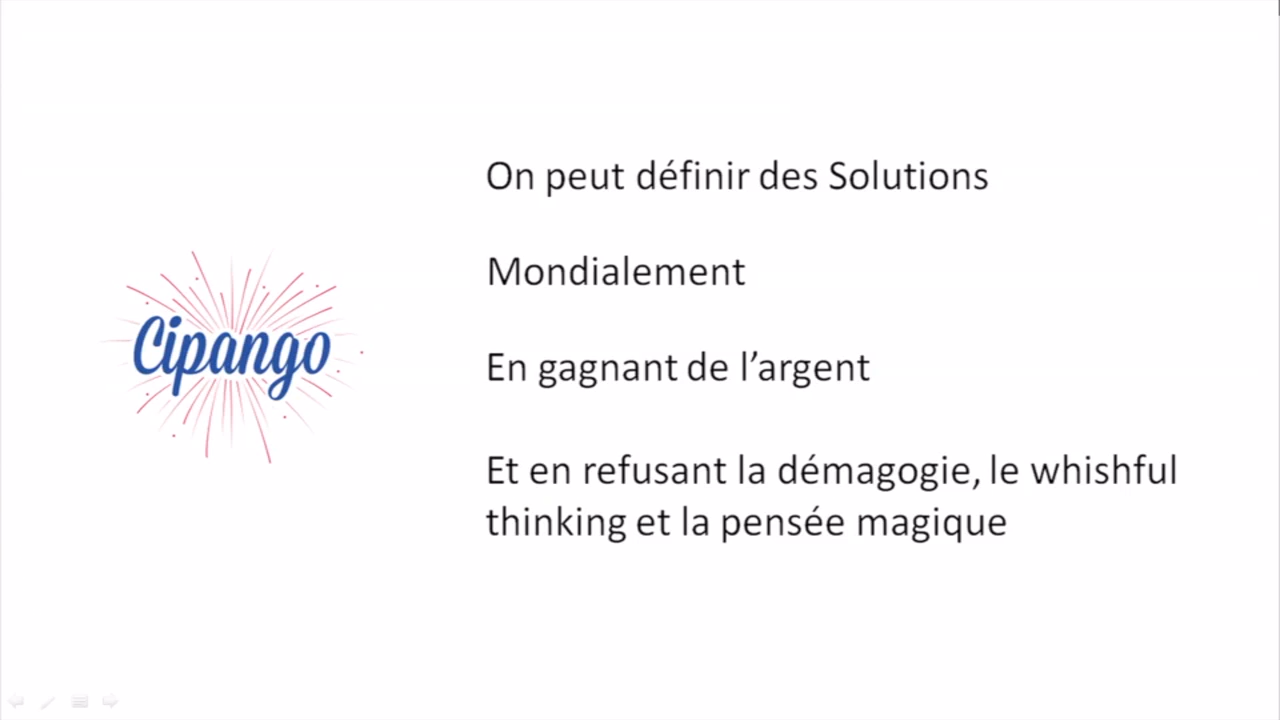 Cipango
On peut définir des Solutions
Mondialement
En gagnant de l’argent
Et en refusant la démagogie, le whishful
thinking et la pensée magique